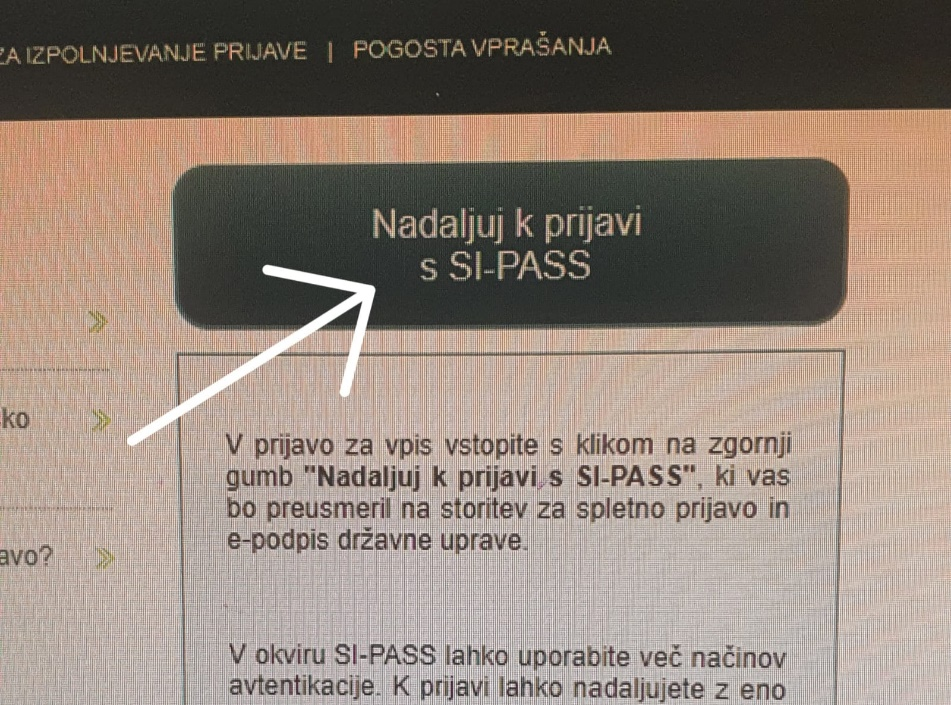 ZA IZPOLNJEVANJE PRIJAVE | POGOSTA VPRAŠANJA
Nadaljuj k prijavi
s SI-PASS
V prijavo za vpis vstopite s klikom na zgornji
gumb "Nadaljuj k prijavi s SI-PASS", ki vas
bo preusmeril na storitev za spletno prijavo in
e-podpis državne uprave.
V okviru SI-PASS lahko uporabite več načinov
avtentikacije. K prijavi lahko nadaljujete z eno